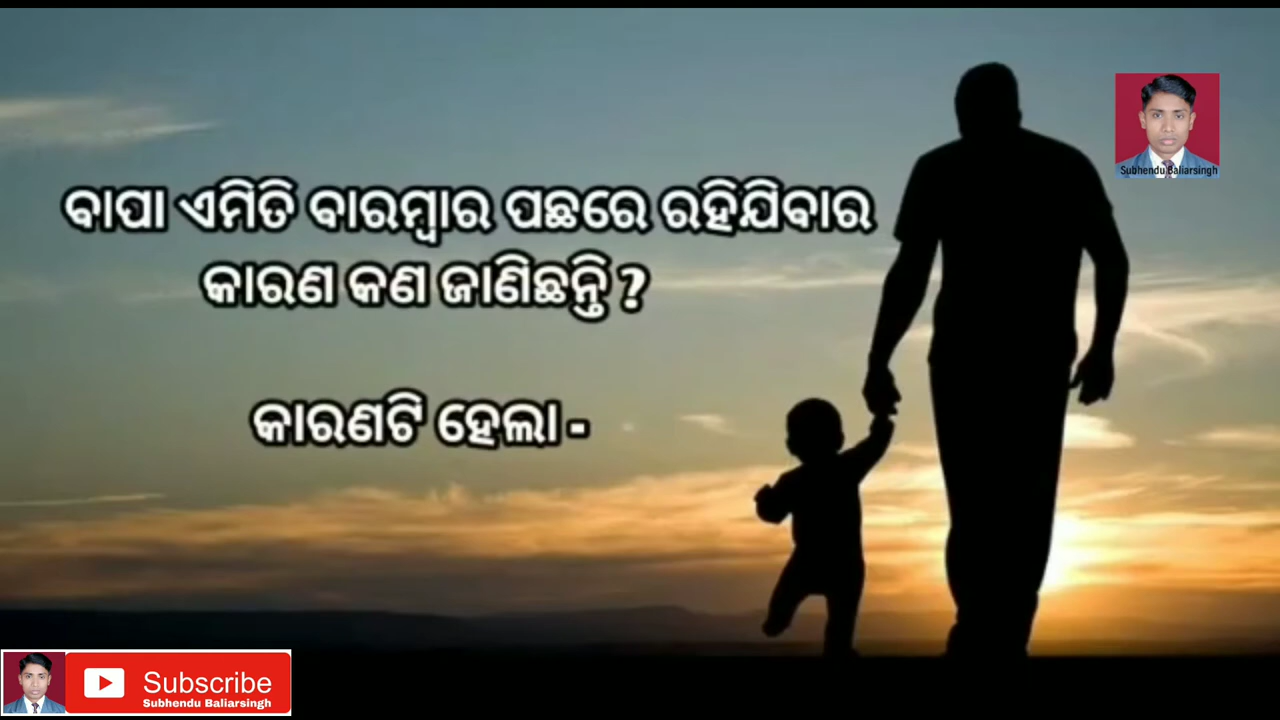 ବାପା ଏମିତି ବାରମ୍ବାର ପଛରେ ରହିଯିବାର
କାରଣ କଣ ଜାଣିଛନ୍ତି ?
କାରଣଟି ହେଲା -
Subhendu Baliarsingh
Subscribe
Subhendu Baliarsingh